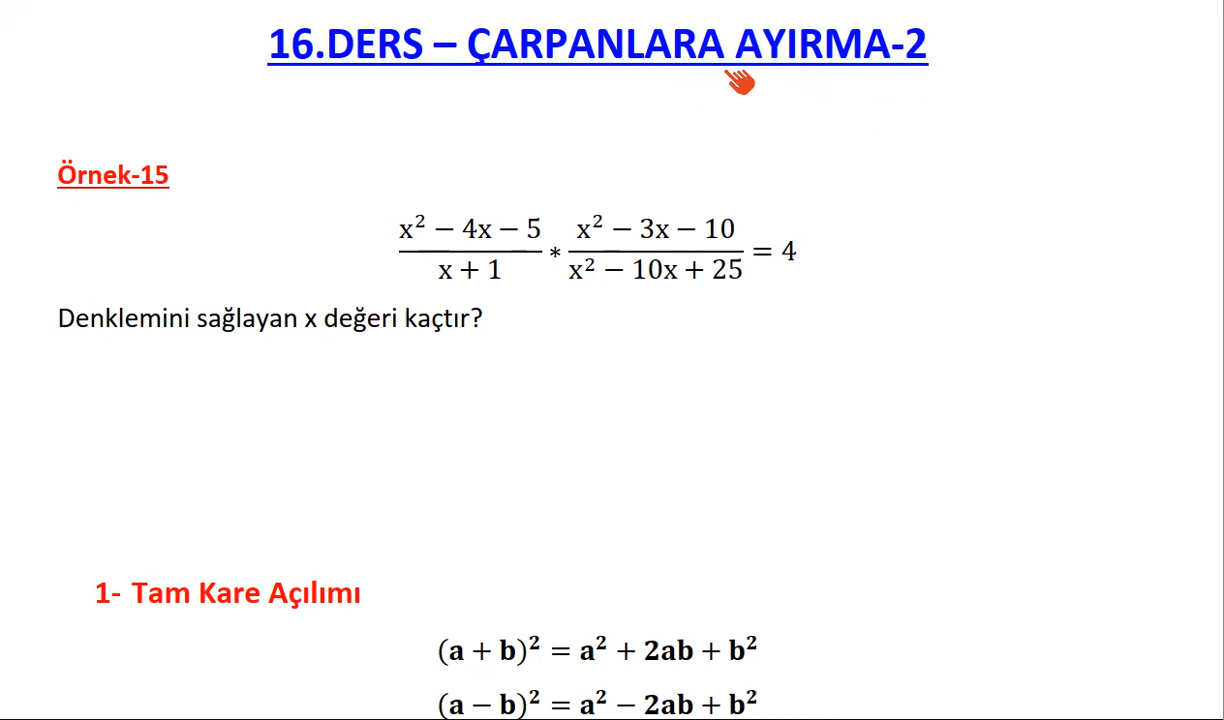 16.DERS – ÇARPANLARA AYIRMA-2
Örnek-15
x² − 4x − 5 / x + 1 * x² − 3x − 10 / x² − 10x + 25 = 4
Denklemini sağlayan x değeri kaçtır?
1- Tam Kare Açılımı
(a + b)² = a² + 2ab + b²
(a − b)² = a² − 2ab + b²